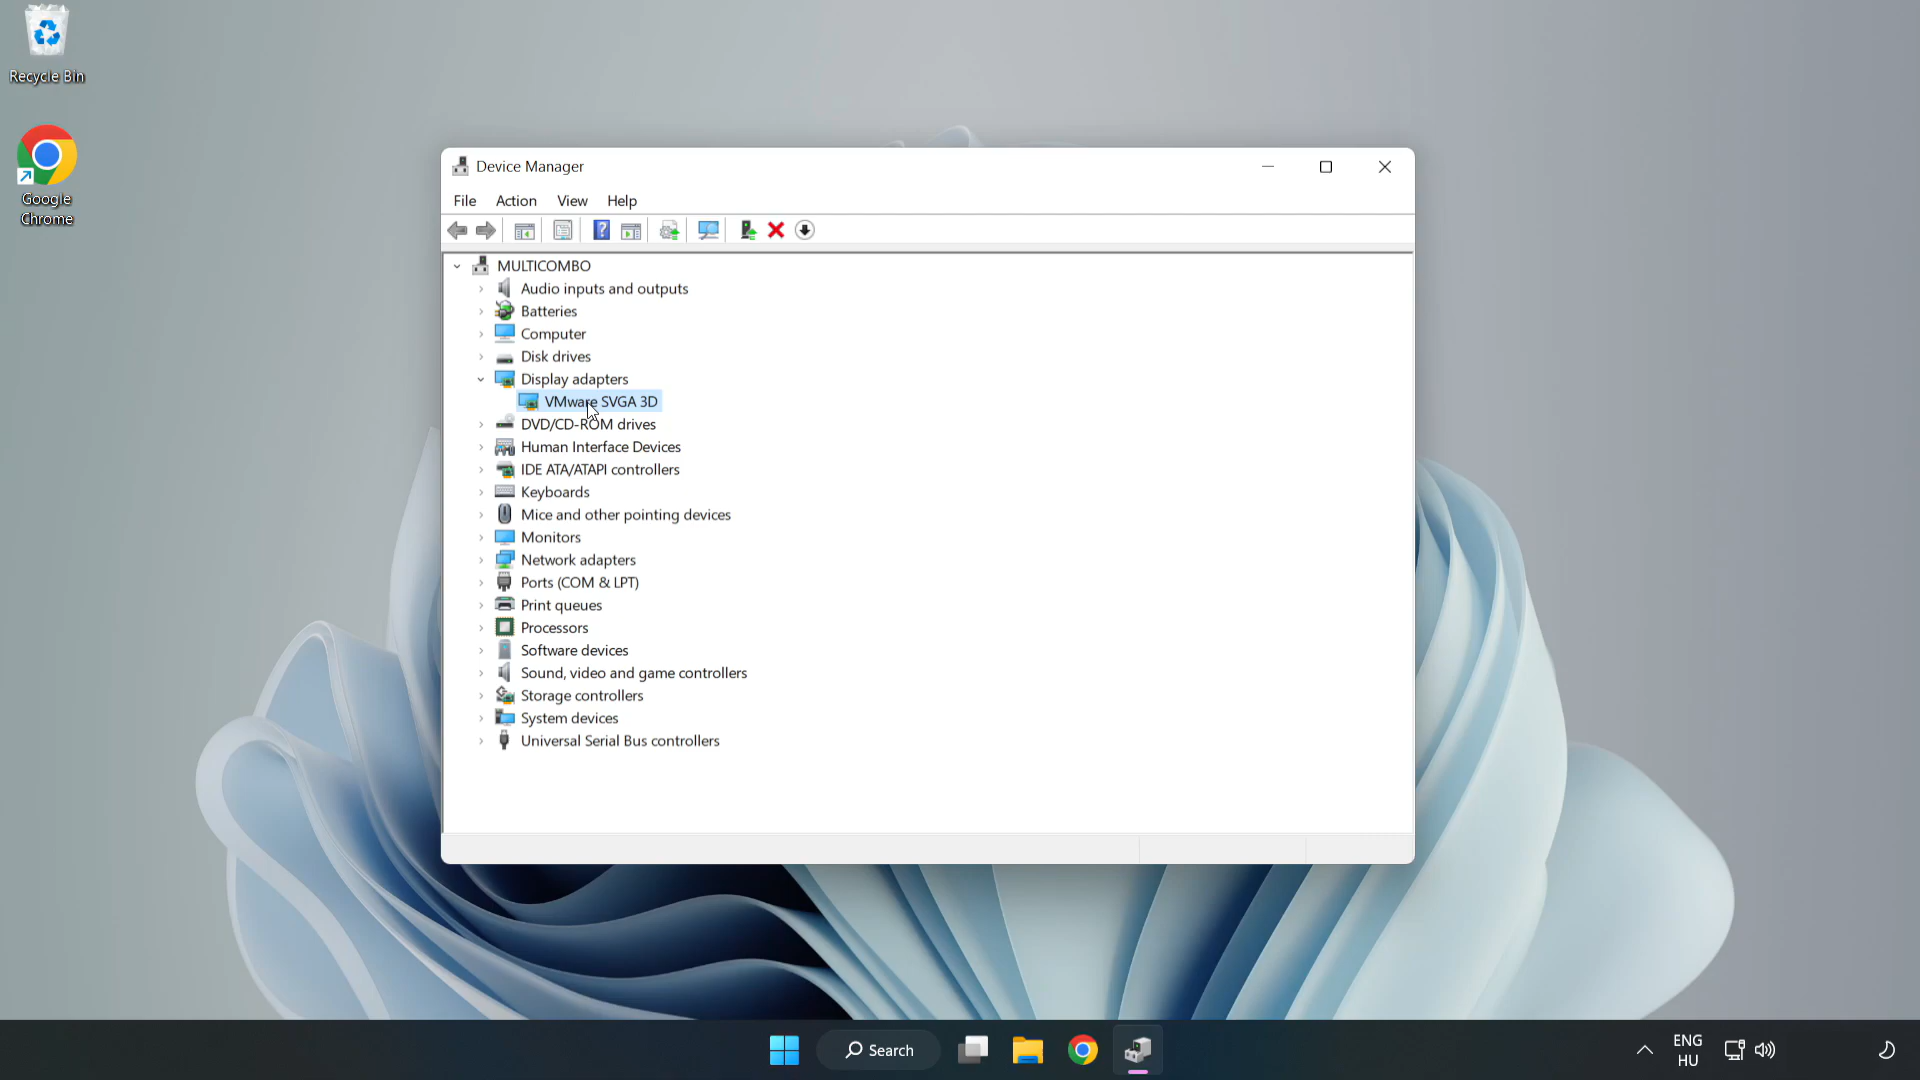 Recycle Bin
Google
Chrome
Device Manager
File Action View Help
MULTICOMBO
Audio inputs and outputs
Batteries
Computer
Disk drives
Display adapters
VMware SVGA 3D
DVD/CD-ROM drives
Human Interface Devices
IDE ATA/ATAPI controllers
Keyboards
Mice and other pointing devices
Monitors
Network adapters
Ports (COM & LPT)
Print queues
Processors
Software devices
Sound, video and game controllers
Storage controllers
System devices
Universal Serial Bus controllers
Search
ENG
HU